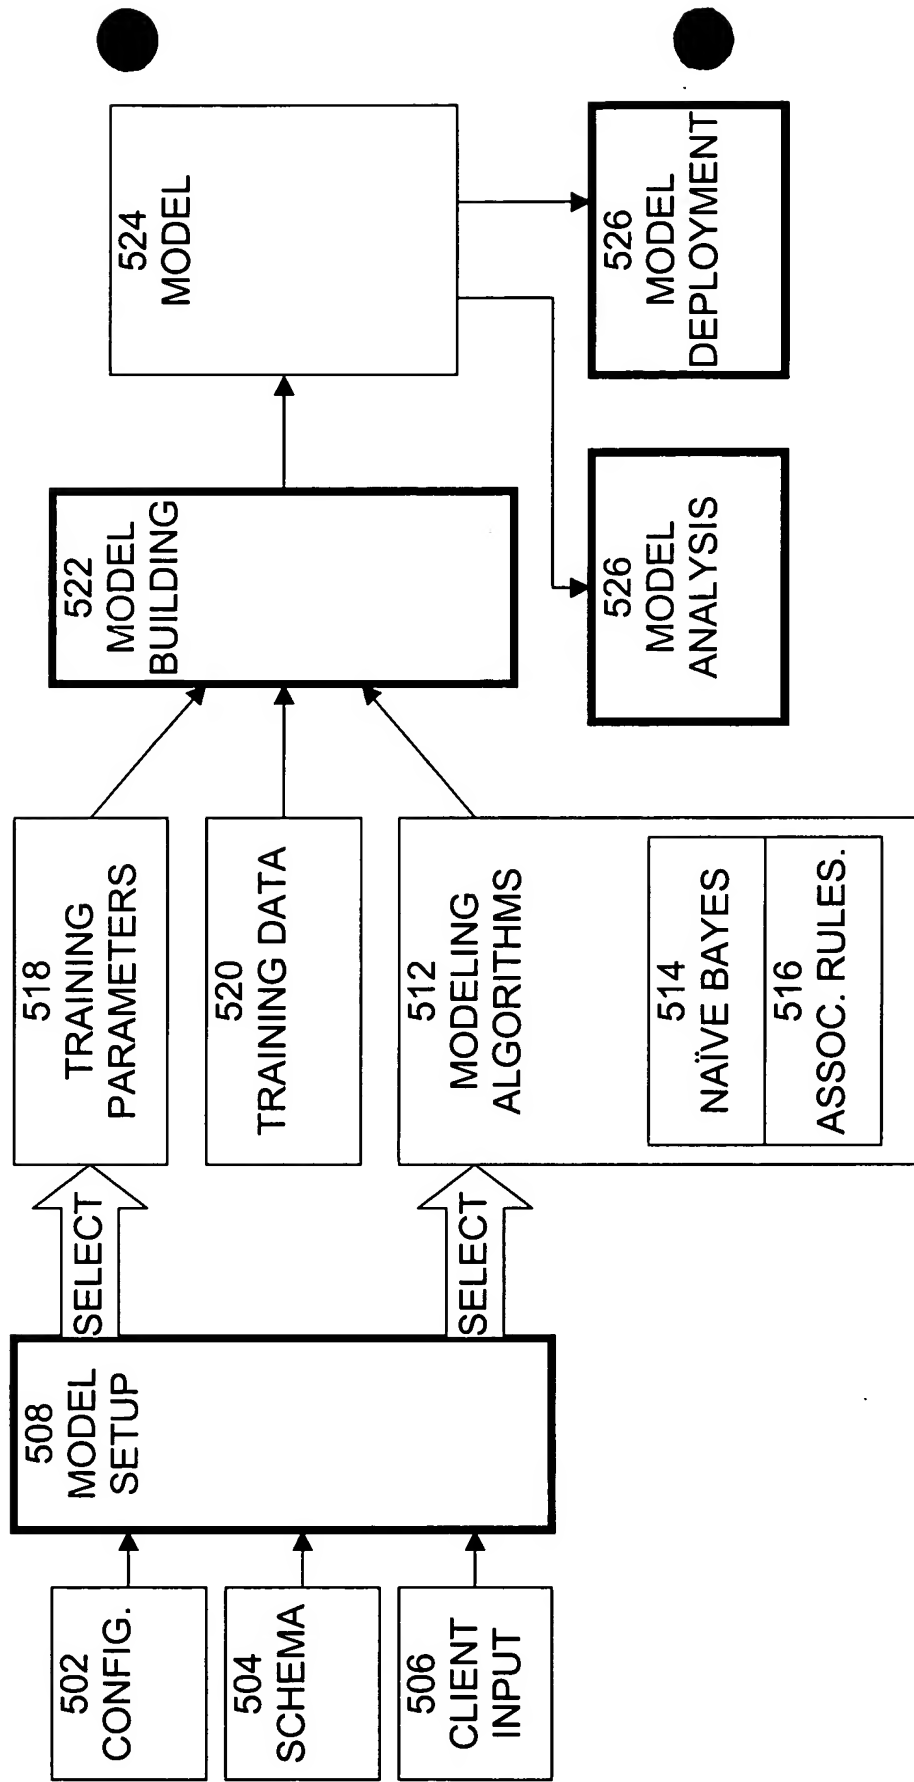 502
CONFIG.
504
SCHEMA
506
CLIENT
INPUT
508
MODEL
SETUP
SELECT
SELECT
518
TRAINING
PARAMETERS
520
TRAINING DATA
512
MODELING
ALGORITHMS
514
NAÏVE BAYES
516
ASSOC. RULES.
522
MODEL
BUILDING
524
MODEL
526
MODEL
ANALYSIS
526
MODEL
DEPLOYMENT